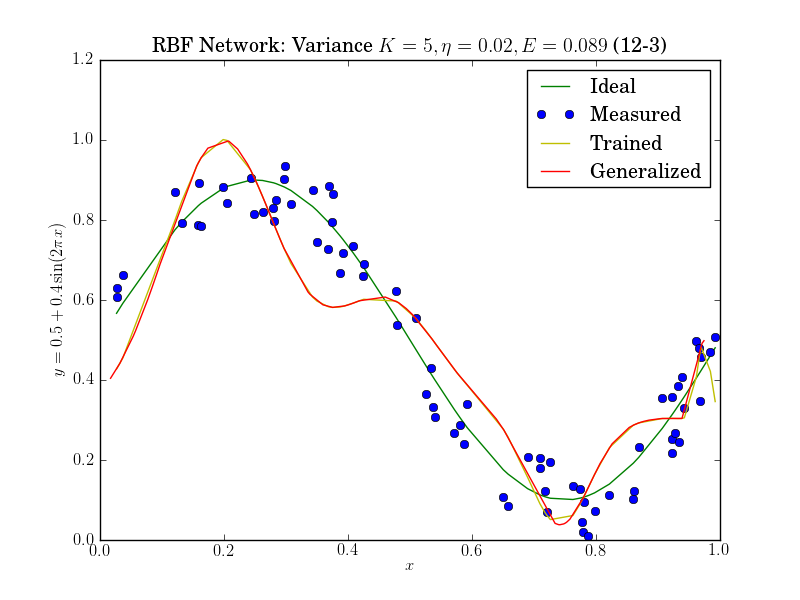 RBF Network: Variance K = 5, η = 0.02, E = 0.089 (12-3)
1.2
1.0
0.8
0.6
0.4
0.2
0.0
y = 0.5 + 0.4 sin(2πx)
Ideal
Measured
Trained
Generalized
0.0 0.2 0.4 0.6 0.8 1.0
x